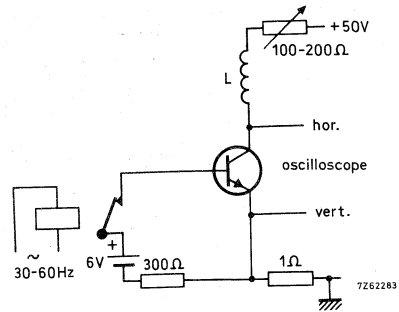 +50V
100-200Ω
L
hor.
oscilloscope
vert.
+
6V
300Ω
1Ω
~
30-60Hz
7Z62283